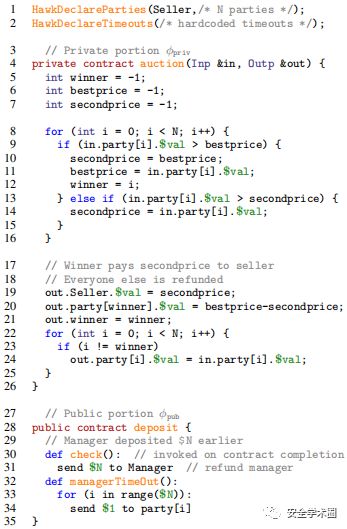 1 HawkDeclareParties(Seller,/* N parties */);
2 HawkDeclareTimeouts(/* hardcoded timeouts */);
3 // Private portion ϕpriv
4 private contract auction(Inp &in, Outp &out) {
5 int winner = -1;
6 int bestprice = -1;
7 int secondprice = -1;
8 for (int i = 0; i < N; i++) {
9 if (in.party[i].$val > bestprice) {
10 secondprice = bestprice;
11 bestprice = in.party[i].$val;
12 winner = i;
13 } else if (in.party[i].$val > secondprice) {
14 secondprice = in.party[i].$val;
15 }
16 }
17 // Winner pays secondprice to seller
18 // Everyone else is refunded
19 out.Seller.$val = secondprice;
20 out.party[winner].$val = bestprice-secondprice;
21 out.winner = winner;
22 for (int i = 0; i < N; i++) {
23 if (i != winner)
24 out.party[i].$val = in.party[i].$val;
25 }
26 }
27 // Public portion ϕpub
28 public contract deposit {
29 // Manager deposited $N earlier
30 def check(): // invoked on contract completion
31 send $N to Manager // refund manager
32 def managerTimeOut():
33 for (i in range($N)):
34 send $1 to party[i]
35 }
安全学术圈